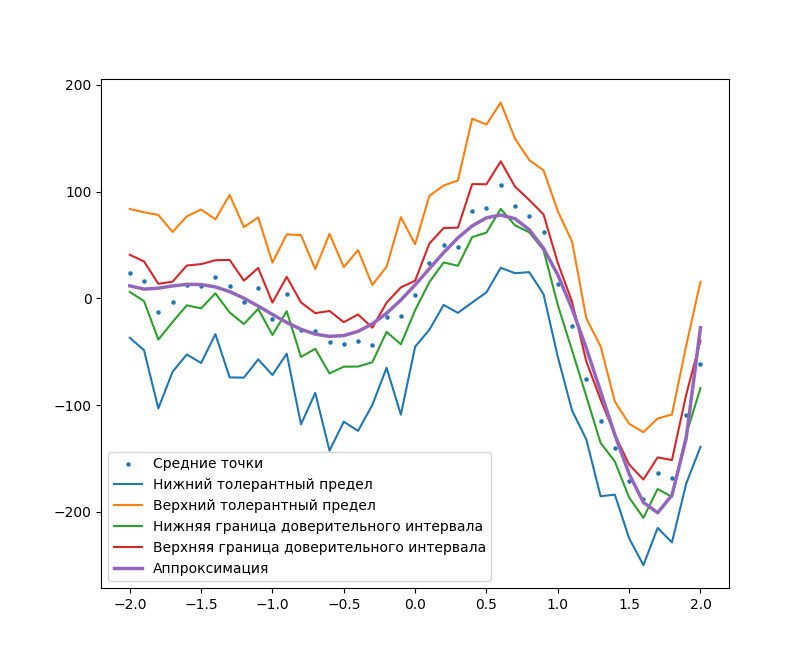 200
100
0
−100
−200
Средние точки
Нижний толерантный предел
Верхний толерантный предел
Нижняя граница доверительного интервала
Верхняя граница доверительного интервала
Аппроксимация
−2.0 −1.5 −1.0 −0.5 0.0 0.5 1.0 1.5 2.0